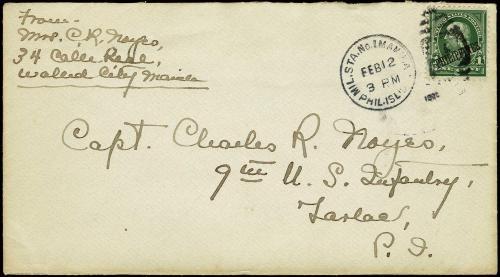 From-
Mrs. C. R. Noyes,
34 Calle Real,
Walled City Manila
MIL. STA. No. 1 MANILA
FEB 12
3 PM
PHIL. ISL.
1
Capt. Charles R. Noyes,
9th U. S. Infantry,
Tarlac,
P. I.